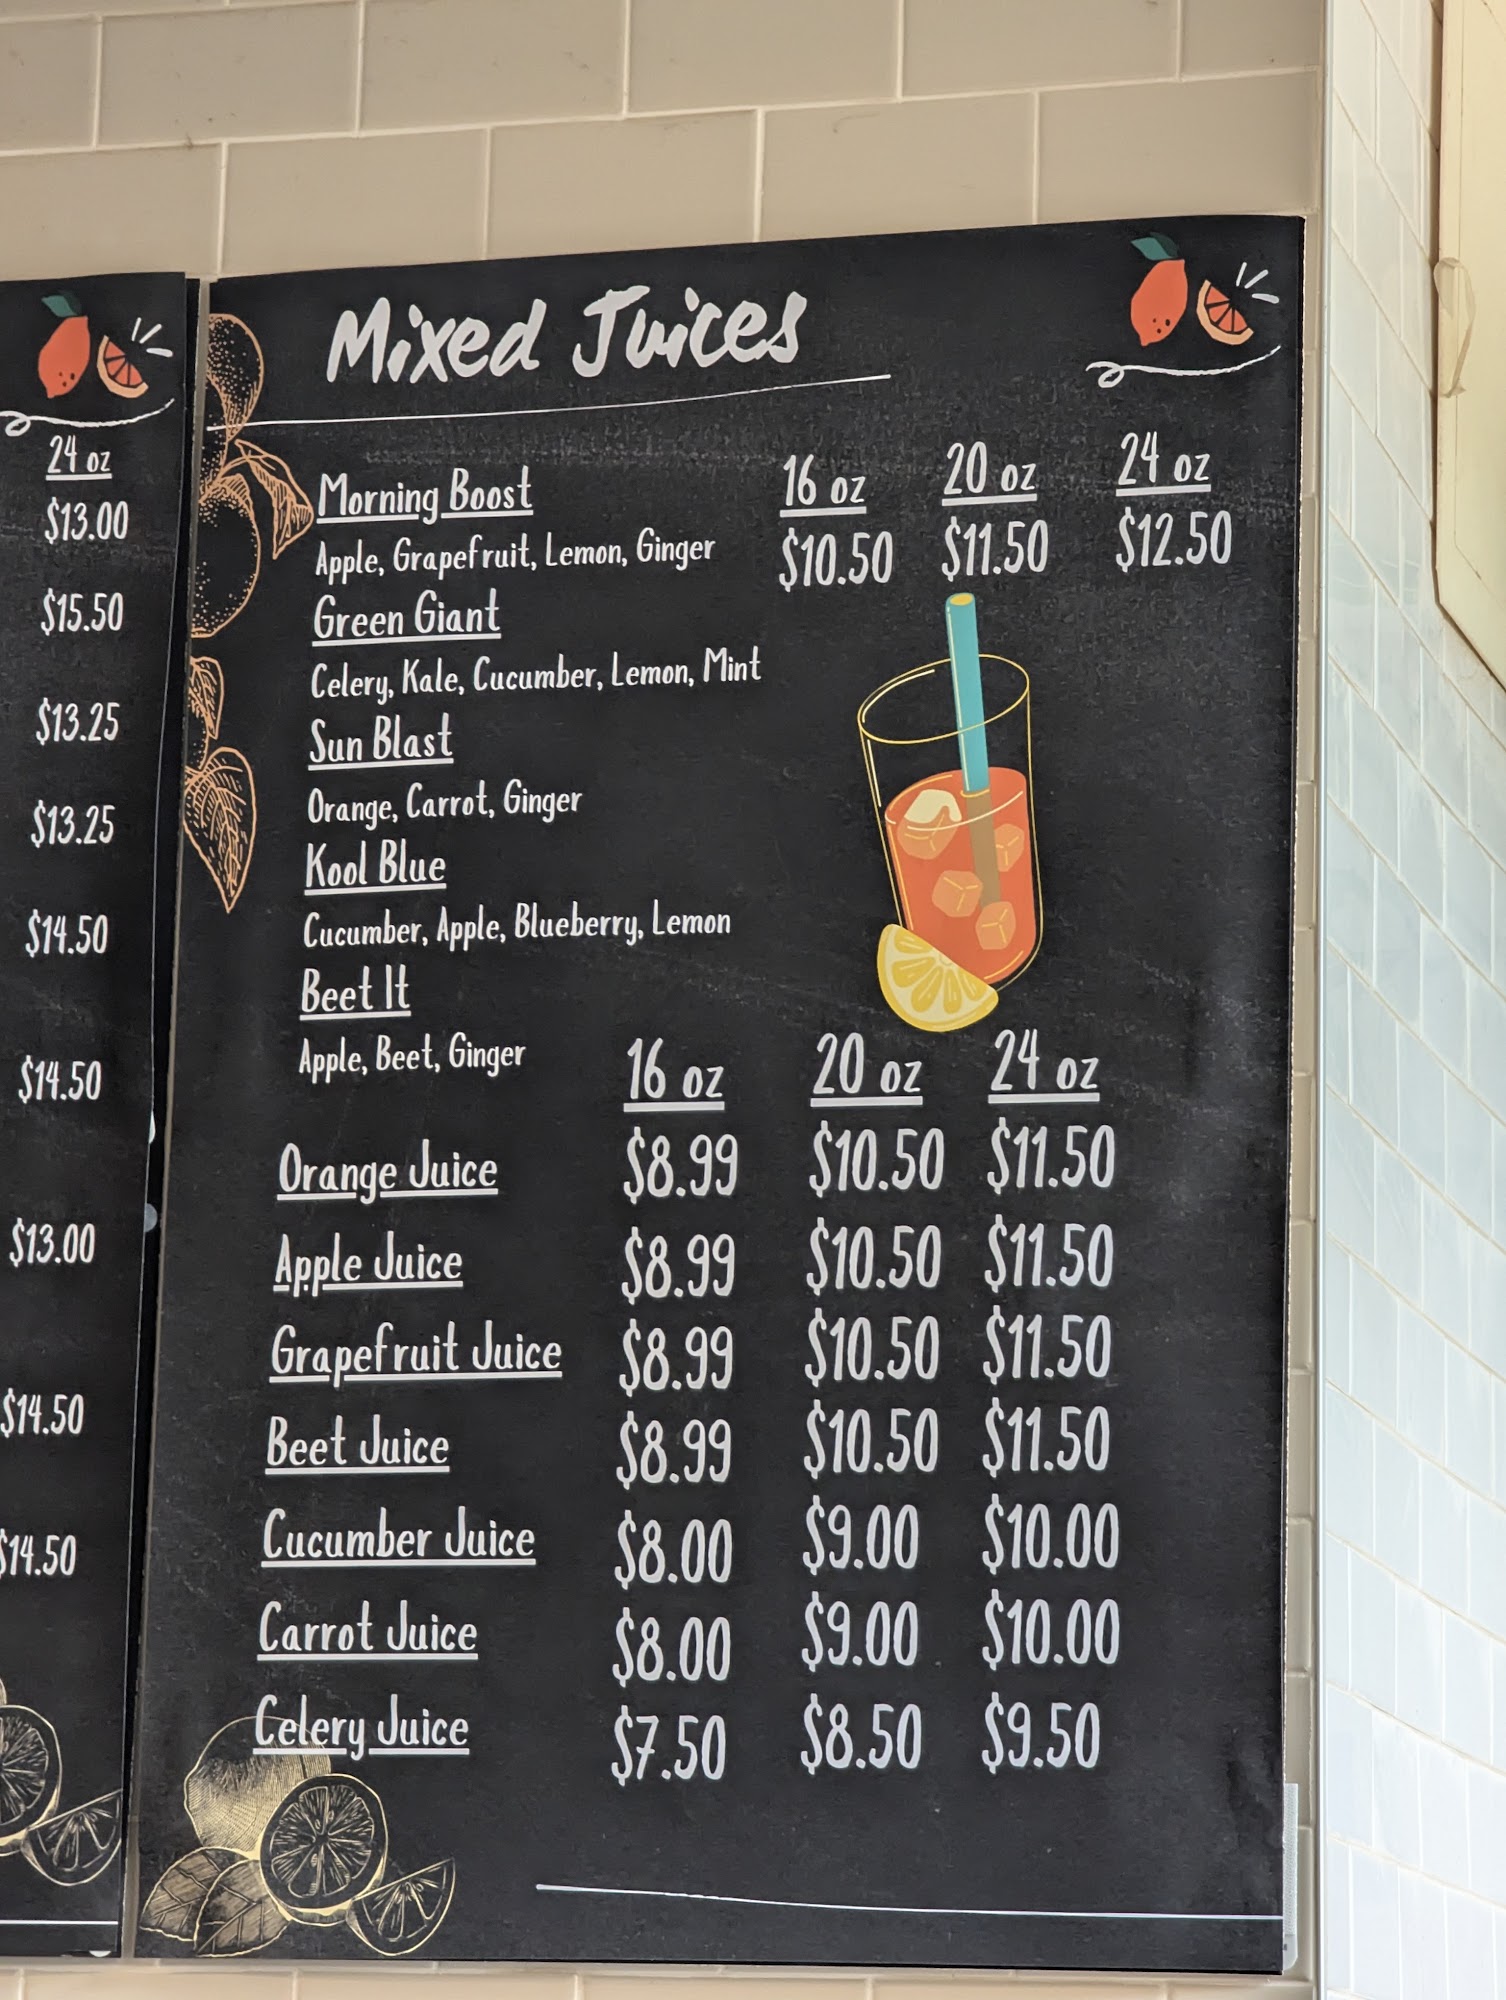 24 oz
$13.00
$15.50
$13.25
$13.25
$14.50
$14.50
$13.00
$14.50
$14.50
Mixed Juices
16 oz 20 oz 24 oz
Morning Boost $10.50 $11.50 $12.50
Apple, Grapefruit, Lemon, Ginger
Green Giant
Celery, Kale, Cucumber, Lemon, Mint
Sun Blast
Orange, Carrot, Ginger
Kool Blue
Cucumber, Apple, Blueberry, Lemon
Beet It
Apple, Beet, Ginger
16 oz 20 oz 24 oz
Orange Juice $8.99 $10.50 $11.50
Apple Juice $8.99 $10.50 $11.50
Grapefruit Juice $8.99 $10.50 $11.50
Beet Juice $8.99 $10.50 $11.50
Cucumber Juice $8.00 $9.00 $10.00
Carrot Juice $8.00 $9.00 $10.00
Celery Juice $7.50 $8.50 $9.50